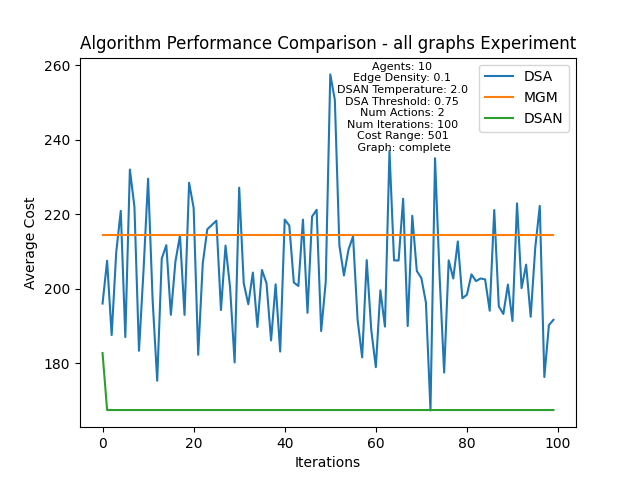 Algorithm Performance Comparison - all graphs Experiment
Agents: 10
Edge Density: 0.1
DSAN Temperature: 2.0
DSA Threshold: 0.75
Num Actions: 2
Num Iterations: 100
Cost Range: 501
Graph: complete
DSA
MGM
DSAN
Average Cost
260
240
220
200
180
0
20
40
60
80
100
Iterations